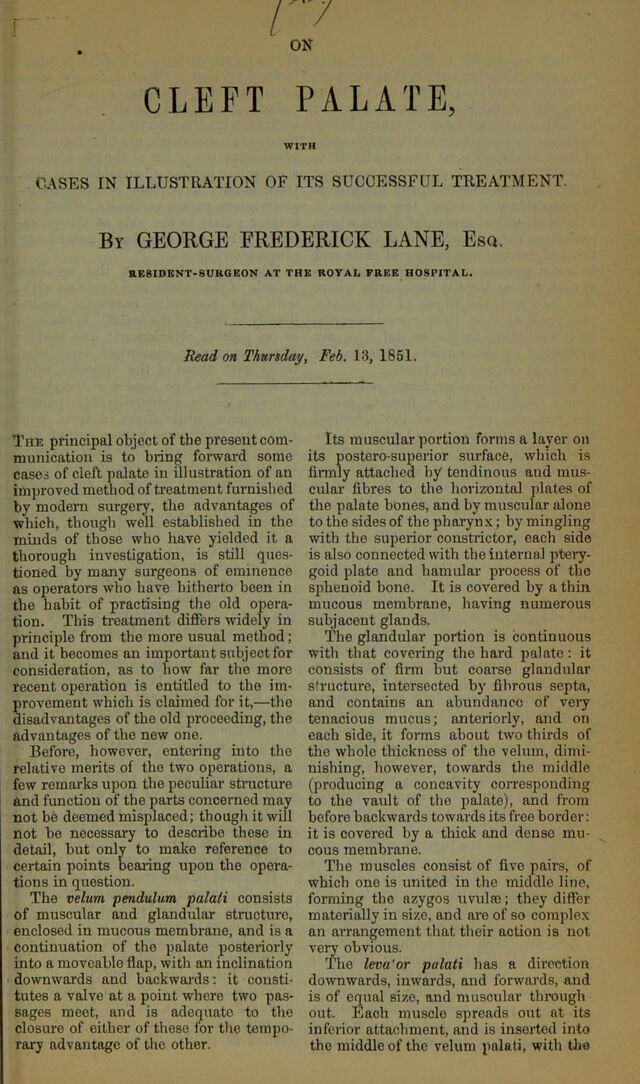 ON
CLEFT PALATE,
WITH
CASES IN ILLUSTRATION OF ITS SUCCESSFUL TREATMENT.
By GEORGE FREDERICK LANE, Esq.
RESIDENT-SURGEON AT THE ROYAL FREE HOSPITAL.
Read on Thursday, Feb. 13, 1851.
The principal object of the present com-
munication is to bring forward some
cases of cleft palate in illustration of an
improved method of treatment furnished
by modern surgery, the advantages of
which, though well established in the
minds of those who have yielded it a
thorough investigation, is still ques-
tioned by many surgeons of eminence
as operators who have hitherto been in
the habit of practising the old opera-
tion. This treatment differs widely in
principle from the more usual method;
and it becomes an important subject for
consideration, as to how far the more
recent operation is entitled to the im-
provement which is claimed for it,—the
disadvantages of the old proceeding, the
advantages of the new one.
Before, however, entering into the
relative merits of the two operations, a
few remarks upon the peculiar structure
and function of the parts concerned may
not be deemed misplaced; though it will
not be necessary to describe these in
detail, but only to make reference to
certain points bearing upon the opera-
tions in question.
The velum pendulum palati consists
of muscular and glandular structure,
enclosed in mucous membrane, and is a
continuation of the palate posteriorly
into a moveable flap, with an inclination
downwards and backwards: it consti-
tutes a valve at a point where two pas-
sages meet, and is adequate to the
closure of either of these for the tempo-
rary advantage of the other.
Its muscular portion forms a layer on
its postero-superior surface, which is
firmly attached by tendinous and mus-
cular fibres to the horizontal plates of
the palate bones, and by muscular alone
to the sides of the pharynx; by mingling
with the superior constrictor, each side
is also connected with the internal ptery-
goid plate and hamular process of the
sphenoid bone. It is covered by a thin
mucous membrane, having numerous
subjacent glands.
The glandular portion is continuous
with that covering the hard palate: it
consists of firm but coarse glandular
structure, intersected by fibrous septa,
and contains an abundance of very
tenacious mucus; anteriorly, and on
each side, it forms about two thirds of
the whole thickness of the velum, dimi-
nishing, however, towards the middle
(producing a concavity corresponding
to the vault of the palate), and from
before backwards towards its free border:
it is covered by a thick and dense mu-
cous membrane.
The muscles consist of five pairs, of
which one is united in the middle line,
forming the azygos uvulæ; they differ
materially in size, and are of so complex
an arrangement that their action is not
very obvious.
The leva'or palati has a direction
downwards, inwards, and forwards, and
is of equal size, and muscular through
out. Each muscle spreads out at its
inferior attachment, and is inserted into
the middle of the velum palati, with the